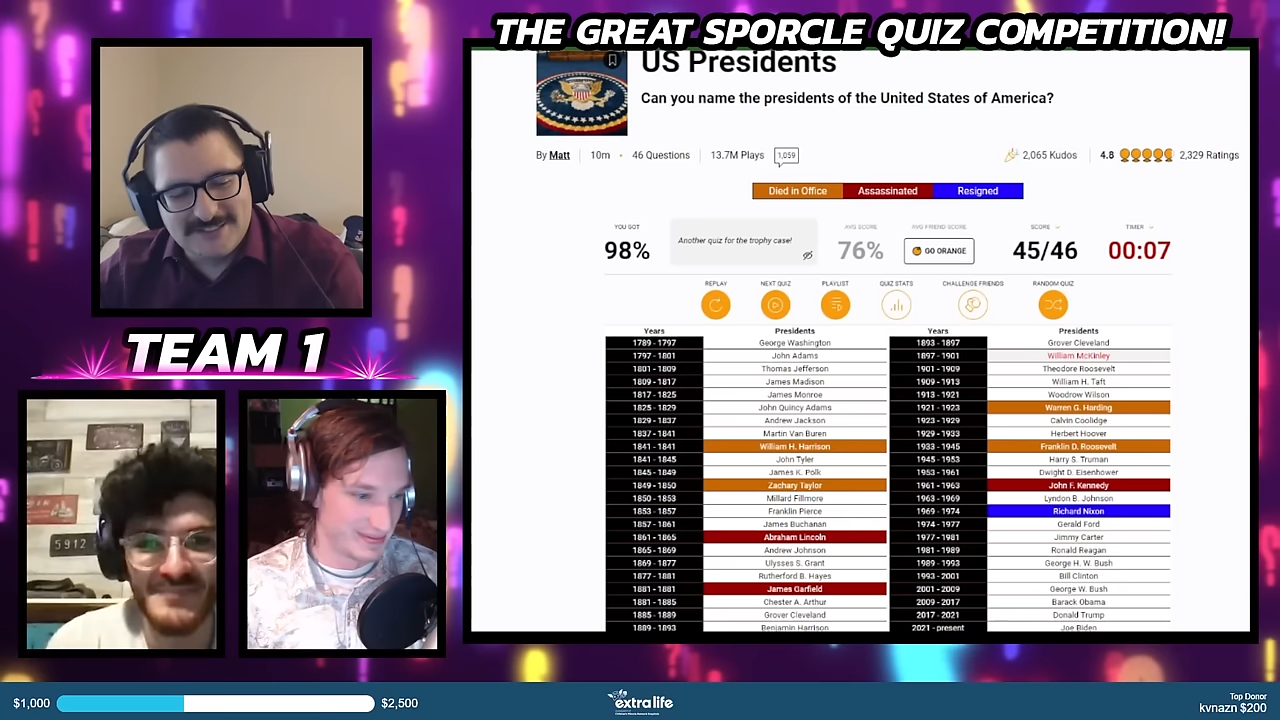 THE GREAT SPORCLE QUIZ COMPETITION!
US Presidents
Can you name the presidents of the United States of America?
By Matt 10m • 46 Questions 13.7M Plays 1,059 2,065 Kudos 4.8 2,329 Ratings
Died in Office Assassinated Resigned
YOU GOT AVG SCORE AVG FRIEND SCORE SCORE TIMER
98% Another quiz for the trophy case! 76% GO ORANGE 45/46 00:07
REPLAY NEXT QUIZ PLAYLIST QUIZ STATS CHALLENGE FRIENDS RANDOM QUIZ
Years Presidents Years Presidents
1789 - 1797 George Washington 1893 - 1897 Grover Cleveland
1797 - 1801 John Adams 1897 - 1901 William McKinley
1801 - 1809 Thomas Jefferson 1901 - 1909 Theodore Roosevelt
1809 - 1817 James Madison 1909 - 1913 William H. Taft
1817 - 1825 James Monroe 1913 - 1921 Woodrow Wilson
1825 - 1829 John Quincy Adams 1921 - 1923 Warren G. Harding
1829 - 1837 Andrew Jackson 1923 - 1929 Calvin Coolidge
1837 - 1841 Martin Van Buren 1929 - 1933 Herbert Hoover
1841 - 1841 William H. Harrison 1933 - 1945 Franklin D. Roosevelt
1841 - 1845 John Tyler 1945 - 1953 Harry S. Truman
1845 - 1849 James K. Polk 1953 - 1961 Dwight D. Eisenhower
1849 - 1850 Zachary Taylor 1961 - 1963 John F. Kennedy
1850 - 1853 Millard Fillmore 1963 - 1969 Lyndon B. Johnson
1853 - 1857 Franklin Pierce 1969 - 1974 Richard Nixon
1857 - 1861 James Buchanan 1974 - 1977 Gerald Ford
1861 - 1865 Abraham Lincoln 1977 - 1981 Jimmy Carter
1865 - 1869 Andrew Johnson 1981 - 1989 Ronald Reagan
1869 - 1877 Ulysses S. Grant 1989 - 1993 George H. W. Bush
1877 - 1881 Rutherford B. Hayes 1993 - 2001 Bill Clinton
1881 - 1881 James Garfield 2001 - 2009 George W. Bush
1881 - 1885 Chester A. Arthur 2009 - 2017 Barack Obama
1885 - 1889 Grover Cleveland 2017 - 2021 Donald Trump
1889 - 1893 Benjamin Harrison 2021 - present Joe Biden
TEAM 1
5912
$1,000 $2,500
extralife
Top Donor
kvnazn $200